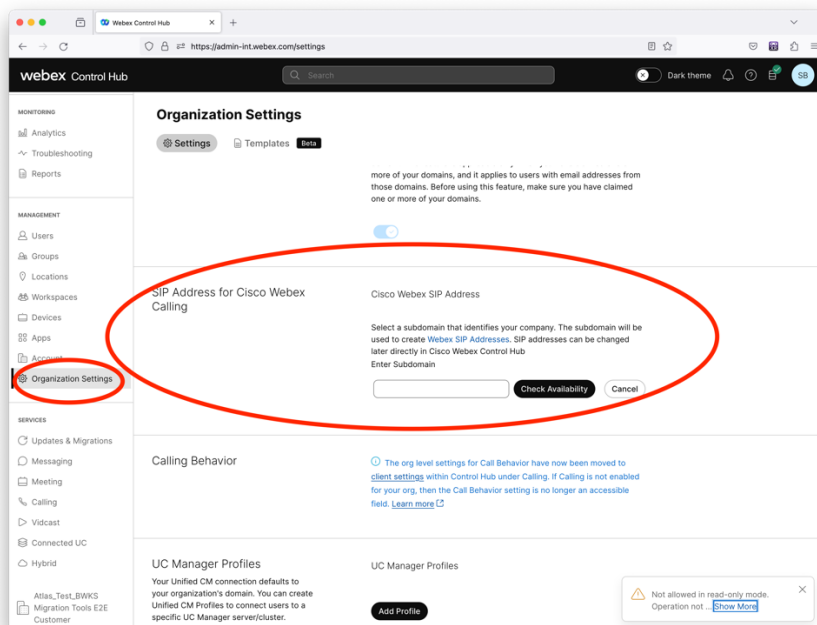 Webex Control Hub
https://admin-int.webex.com/settings
webex Control Hub
Search
Dark theme
SB
MONITORING
Analytics
Troubleshooting
Reports
MANAGEMENT
Users
Groups
Locations
Workspaces
Devices
Apps
Account
Organization Settings
SERVICES
Updates & Migrations
Messaging
Meeting
Calling
Vidcast
Connected UC
Hybrid
Atlas_Test_BWKS
Migration Tools E2E
Customer
Organization Settings
Settings
Templates
Beta
more of your domains, and it applies to users with email addresses from
those domains. Before using this feature, make sure you have claimed
one or more of your domains.
SIP Address for Cisco Webex
Calling
Cisco Webex SIP Address
Select a subdomain that identifies your company. The subdomain will be
used to create Webex SIP Addresses. SIP addresses can be changed
later directly in Cisco Webex Control Hub
Enter Subdomain
Check Availability
Cancel
Calling Behavior
The org level settings for Call Behavior have now been moved to
client settings within Control Hub under Calling. If Calling is not enabled
for your org, then the Call Behavior setting is no longer an accessible
field. Learn more
UC Manager Profiles
Your Unified CM connection defaults to
your organization's domain. You can create
Unified CM Profiles to connect users to a
specific UC Manager server/cluster.
UC Manager Profiles
Add Profile
Not allowed in read-only mode.
Operation not ... Show More